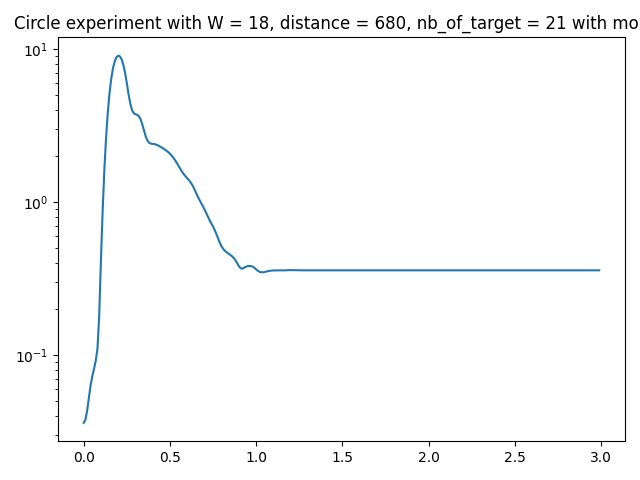 Circle experiment with W = 18, distance = 680, nb_of_target = 21 with mo
10¹
10⁰
10⁻¹
0.0 0.5 1.0 1.5 2.0 2.5 3.0